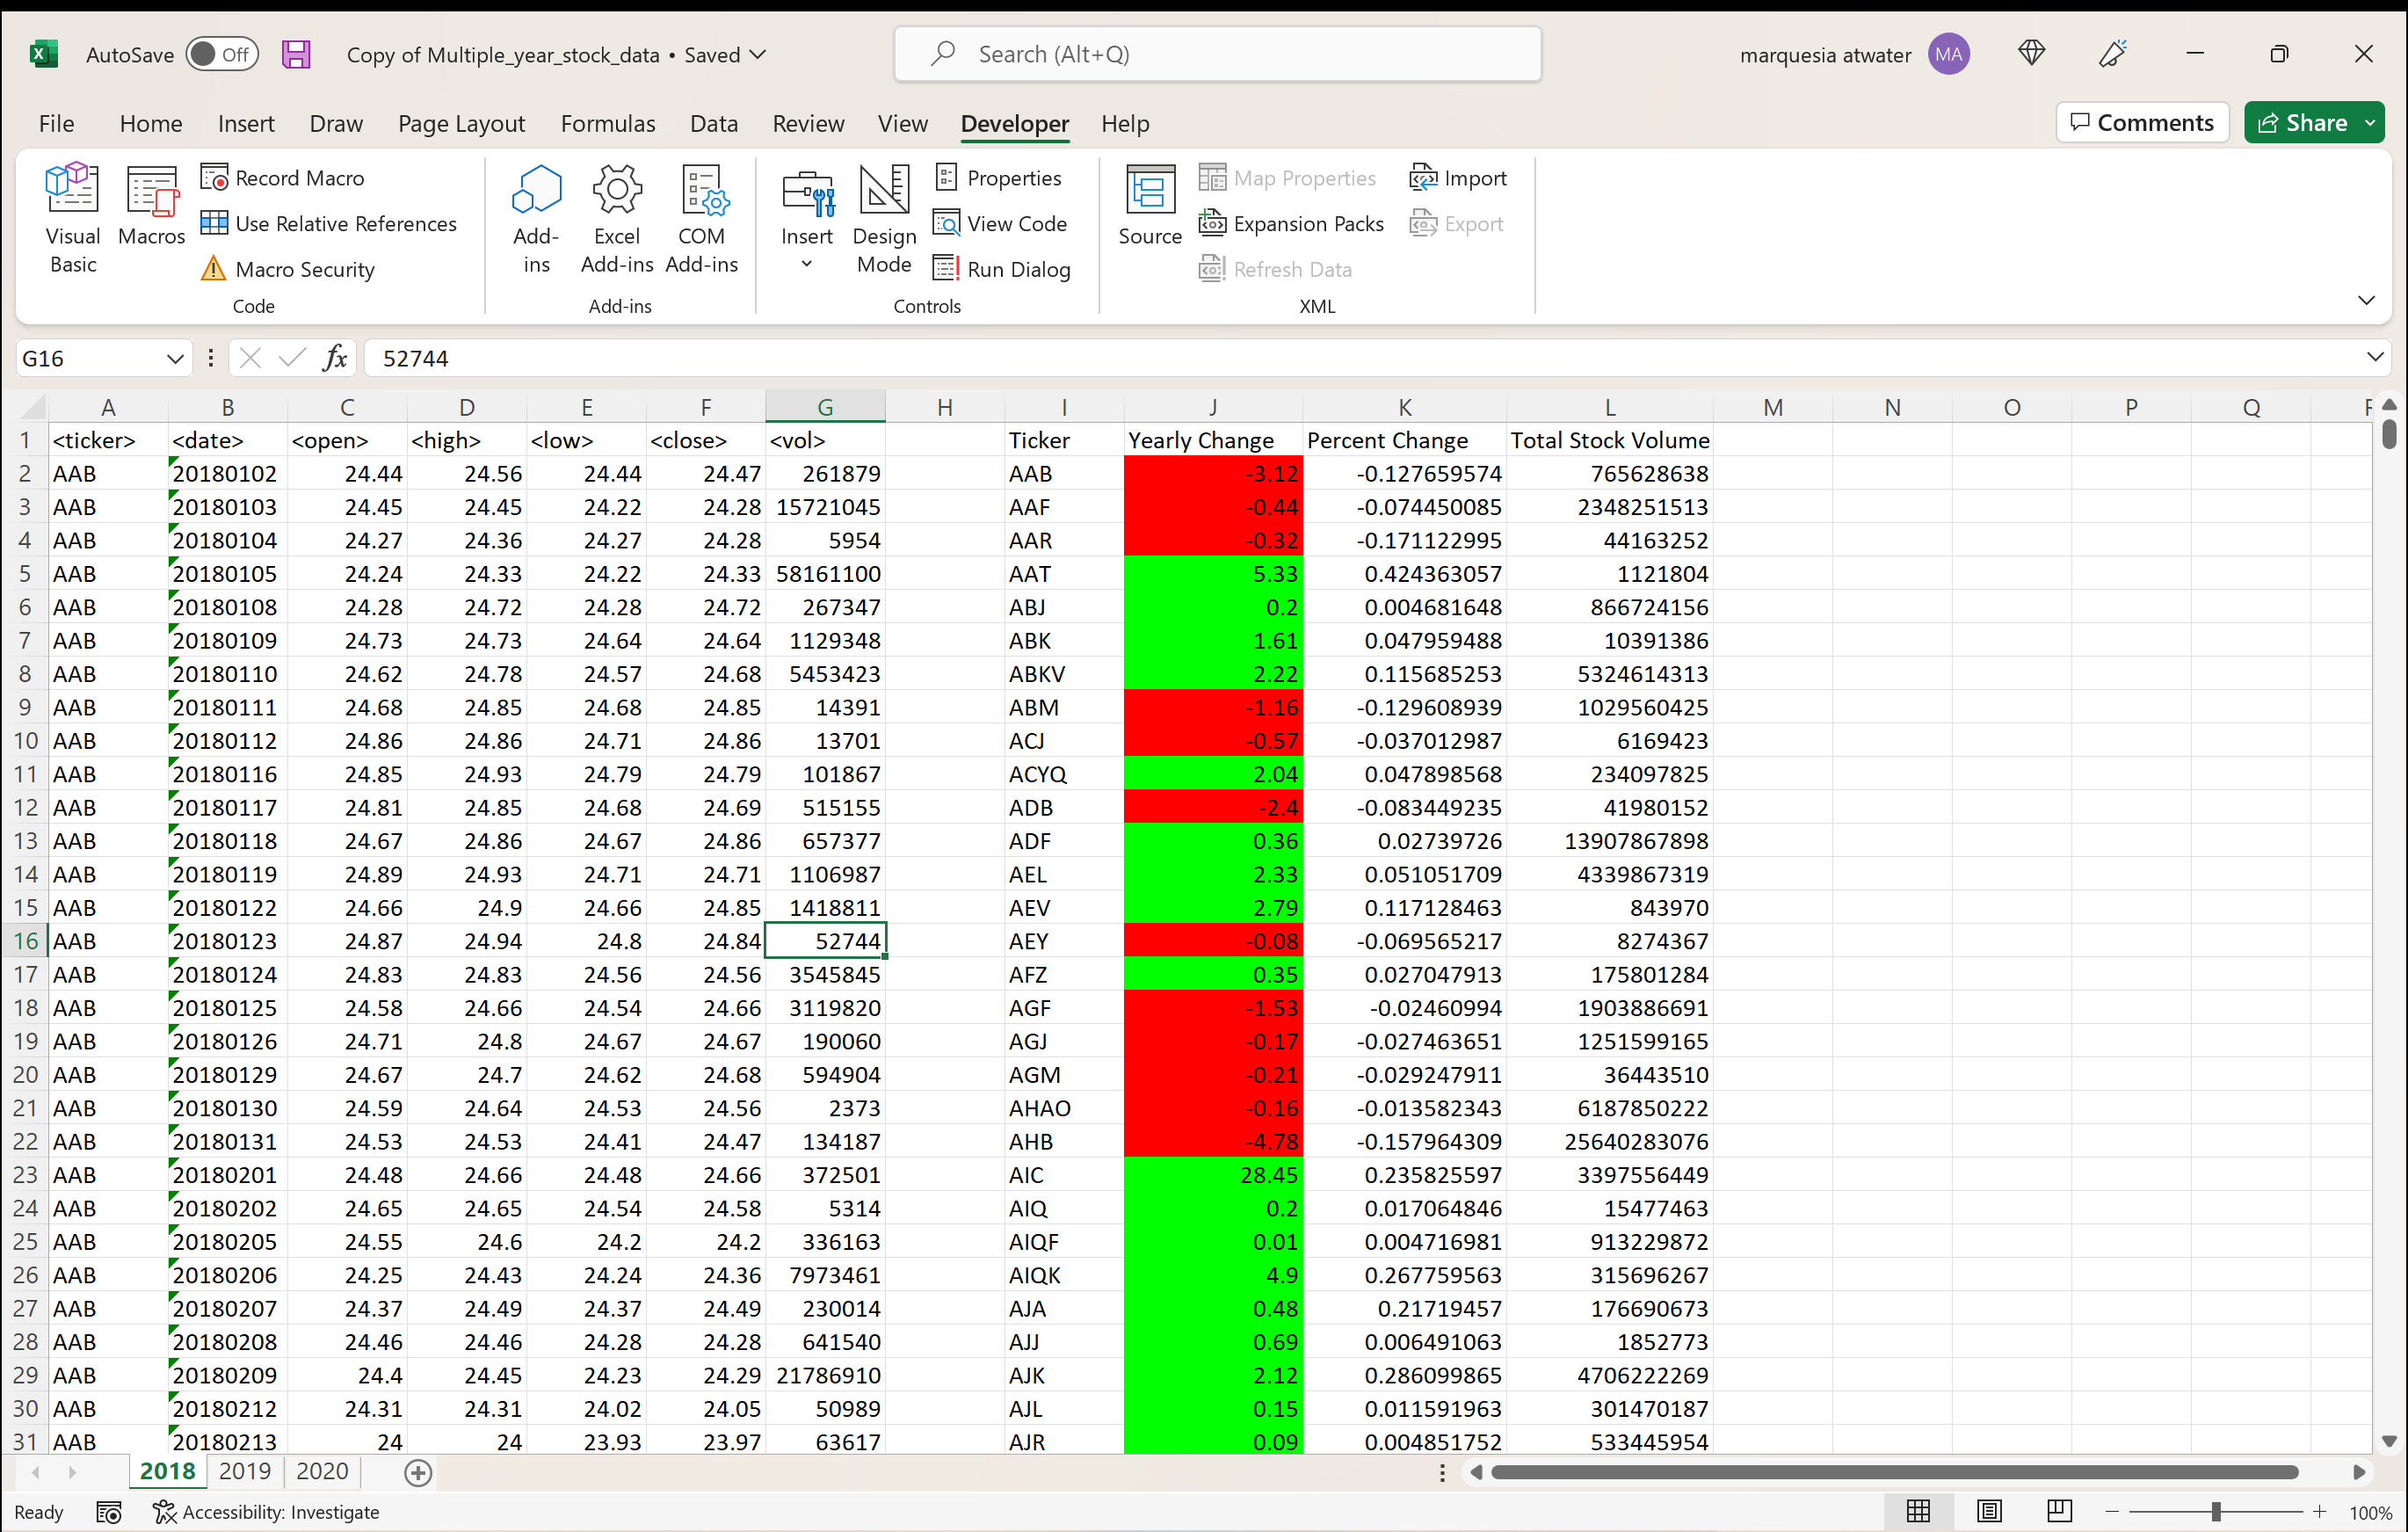 AutoSave Off Copy of Multiple_year_stock_data • Saved Search (Alt+Q) marquesia atwater MA
File Home Insert Draw Page Layout Formulas Data Review View Developer Help Comments Share
Visual Basic Macros Record Macro Use Relative References Macro Security Code
Add-ins Excel Add-ins COM Add-ins Add-ins
Insert Design Mode Properties View Code Run Dialog Controls
Source Map Properties Expansion Packs Refresh Data Import Export XML
G16 fx 52744
A B C D E F G H I J K L M N O P Q
1 <ticker> <date> <open> <high> <low> <close> <vol> Ticker Yearly Change Percent Change Total Stock Volume
2 AAB 20180102 24.44 24.56 24.44 24.47 261879 AAB -3.12 -0.127659574 765628638
3 AAB 20180103 24.45 24.45 24.22 24.28 15721045 AAF -0.44 -0.074450085 2348251513
4 AAB 20180104 24.27 24.36 24.27 24.28 5954 AAR -0.32 -0.171122995 44163252
5 AAB 20180105 24.24 24.33 24.22 24.33 58161100 AAT 5.33 0.424363057 1121804
6 AAB 20180108 24.28 24.72 24.28 24.72 267347 ABJ 0.2 0.004681648 866724156
7 AAB 20180109 24.73 24.73 24.64 24.64 1129348 ABK 1.61 0.047959488 10391386
8 AAB 20180110 24.62 24.78 24.57 24.68 5453423 ABKV 2.22 0.115685253 5324614313
9 AAB 20180111 24.68 24.85 24.68 24.85 14391 ABM -1.16 -0.129608939 1029560425
10 AAB 20180112 24.86 24.86 24.71 24.86 13701 ACJ -0.57 -0.037012987 6169423
11 AAB 20180116 24.85 24.93 24.79 24.79 101867 ACYQ 2.04 0.047898568 234097825
12 AAB 20180117 24.81 24.85 24.68 24.69 515155 ADB -2.4 -0.083449235 41980152
13 AAB 20180118 24.67 24.86 24.67 24.86 657377 ADF 0.36 0.02739726 13907867898
14 AAB 20180119 24.89 24.93 24.71 24.71 1106987 AEL 2.33 0.051051709 4339867319
15 AAB 20180122 24.66 24.9 24.66 24.85 1418811 AEV 2.79 0.117128463 843970
16 AAB 20180123 24.87 24.94 24.8 24.84 52744 AEY -0.08 -0.069565217 8274367
17 AAB 20180124 24.83 24.83 24.56 24.56 3545845 AFZ 0.35 0.027047913 175801284
18 AAB 20180125 24.58 24.66 24.54 24.66 3119820 AGF -1.53 -0.02460994 1903886691
19 AAB 20180126 24.71 24.8 24.67 24.67 190060 AGJ -0.17 -0.027463651 1251599165
20 AAB 20180129 24.67 24.7 24.62 24.68 594904 AGM -0.21 -0.029247911 36443510
21 AAB 20180130 24.59 24.64 24.53 24.56 2373 AHAO -0.16 -0.013582343 6187850222
22 AAB 20180131 24.53 24.53 24.41 24.47 134187 AHB -4.78 -0.157964309 25640283076
23 AAB 20180201 24.48 24.66 24.48 24.66 372501 AIC 28.45 0.235825597 3397556449
24 AAB 20180202 24.65 24.65 24.54 24.58 5314 AIQ 0.2 0.017064846 15477463
25 AAB 20180205 24.55 24.6 24.2 24.2 336163 AIQF 0.01 0.004716981 913229872
26 AAB 20180206 24.25 24.43 24.24 24.36 7973461 AIQK 4.9 0.267759563 315696267
27 AAB 20180207 24.37 24.49 24.37 24.49 230014 AJA 0.48 0.21719457 176690673
28 AAB 20180208 24.46 24.46 24.28 24.28 641540 AJJ 0.69 0.006491063 1852773
29 AAB 20180209 24.4 24.45 24.23 24.29 21786910 AJK 2.12 0.286099865 4706222269
30 AAB 20180212 24.31 24.31 24.02 24.05 50989 AJL 0.15 0.011591963 301470187
31 AAB 20180213 24 24 23.93 23.97 63617 AJR 0.09 0.004851752 533445954
2018 2019 2020
Ready Accessibility: Investigate 100%